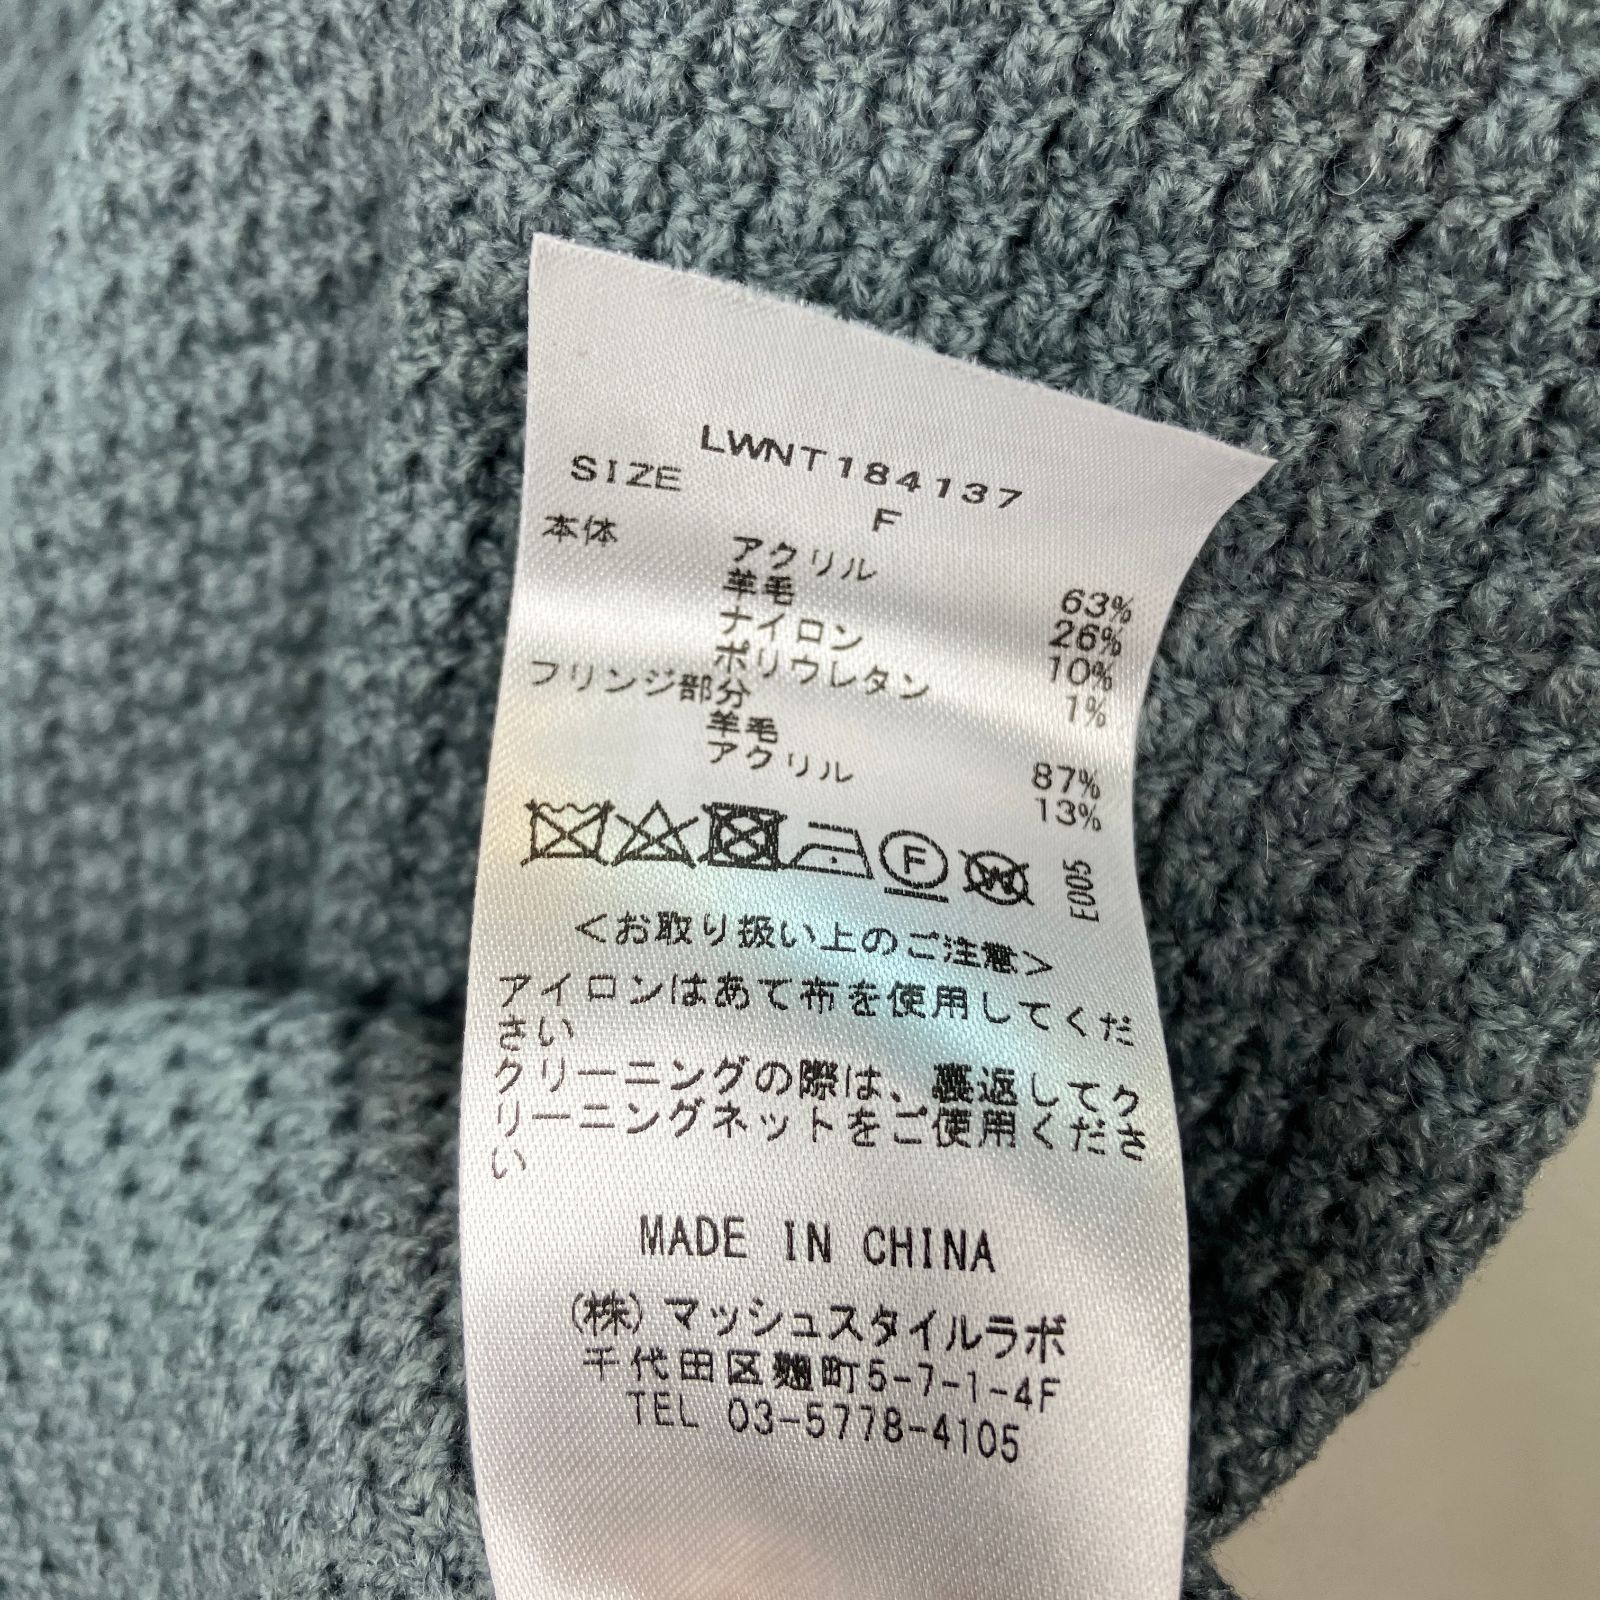 LWNT184137
SIZE F
本体 アクリル 63%
羊毛 26%
ナイロン 10%
ポリウレタン 1%
フリンジ部分
羊毛 87%
アクリル 13%
F W E005
<お取り扱い上のご注意>
アイロンはあて布を使用してくだ
さい
クリーニングの際は、裏返してク
リーニングネットをご使用くださ
い
MADE IN CHINA
(株)マッシュスタイルラボ
千代田区麹町5-7-1-4F
TEL 03-5778-4105